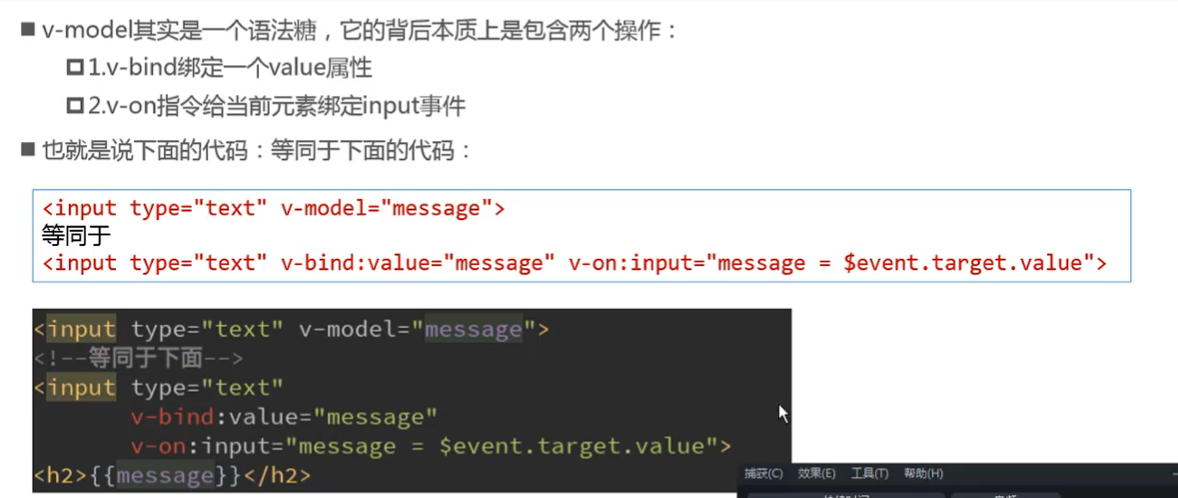 v-model其实是一个语法糖，它的背后本质上是包含两个操作：
1.v-bind绑定一个value属性
2.v-on指令给当前元素绑定input事件
也就是说下面的代码：等同于下面的代码：
<input type="text" v-model="message">
等同于
<input type="text" v-bind:value="message" v-on:input="message = $event.target.value">
<input type="text" v-model="message">
<!--等同于下面-->
<input type="text"
v-bind:value="message"
v-on:input="message = $event.target.value">
<h2>{{message}}</h2>
捕获(C) 效果(E) 工具(T) 帮助(H)